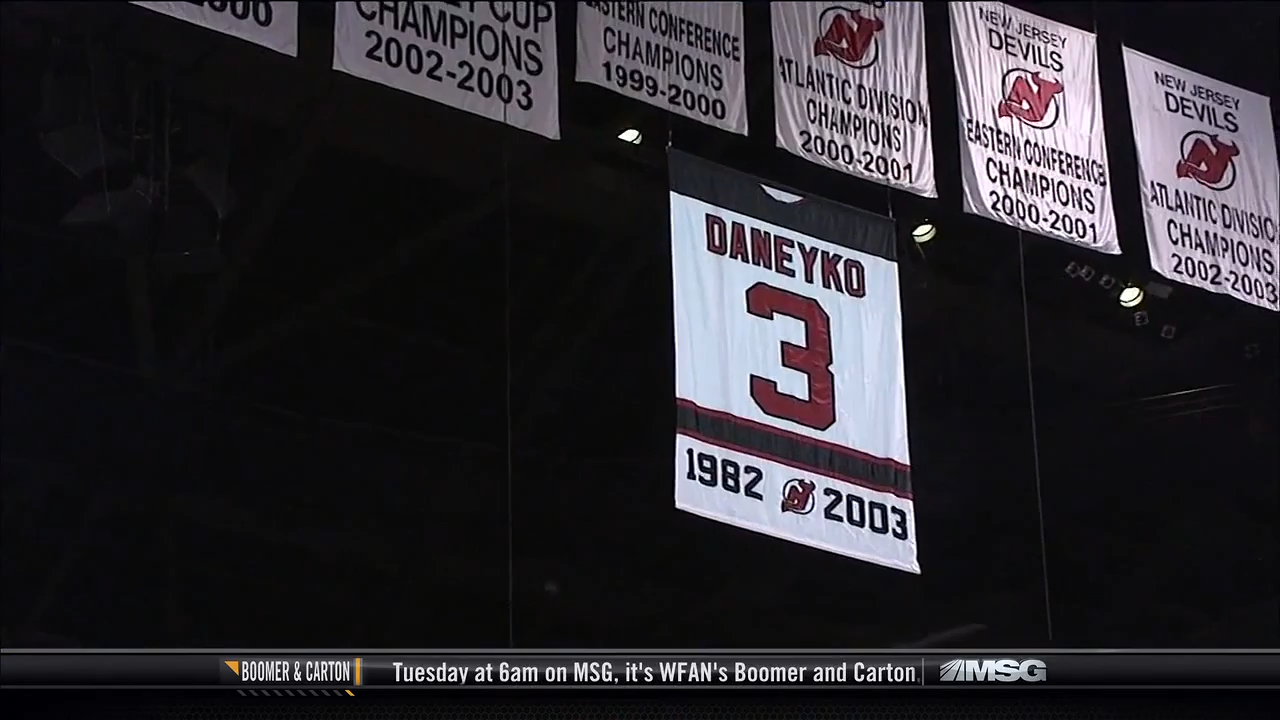 CUP
CHAMPIONS
2002-2003
EASTERN CONFERENCE
CHAMPIONS
1999-2000
ATLANTIC DIVISION
CHAMPIONS
2000-2001
NEW JERSEY
DEVILS
EASTERN CONFERENCE
CHAMPIONS
2000-2001
NEW JERSEY
DEVILS
ATLANTIC DIVISIO
CHAMPIONS
2002-2003
DANEYKO
3
1982 2003
BOOMER & CARTON Tuesday at 6am on MSG, it's WFAN's Boomer and Carton MSG